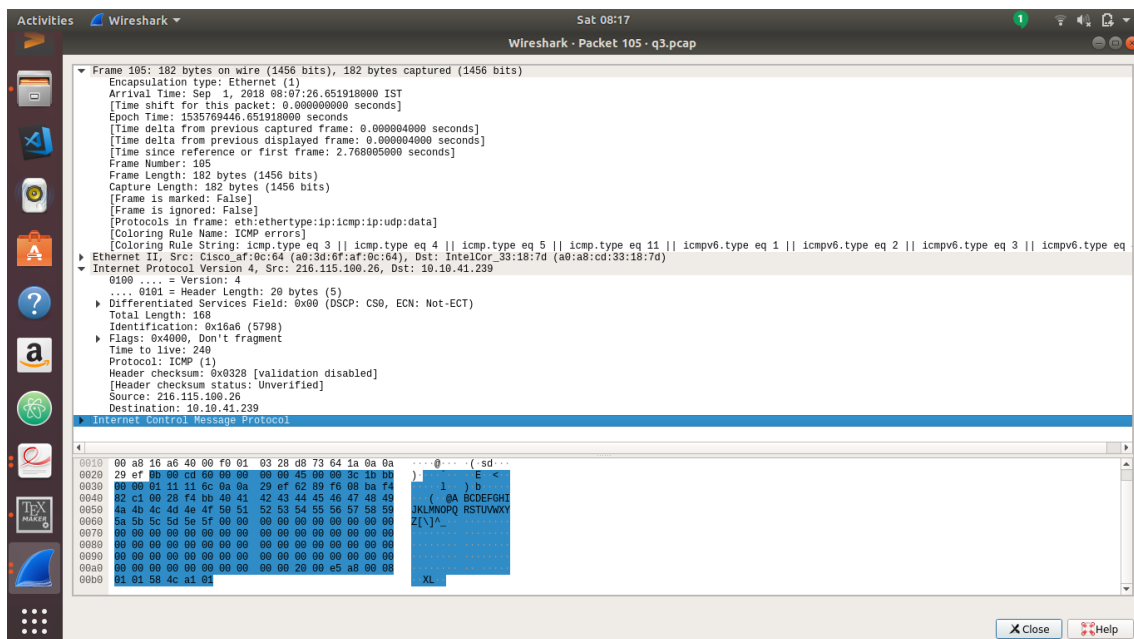 Activities Wireshark Sat 08:17 1
Wireshark · Packet 105 · q3.pcap
Frame 105: 182 bytes on wire (1456 bits), 182 bytes captured (1456 bits)
Encapsulation type: Ethernet (1)
Arrival Time: Sep 1, 2018 08:07:26.651918000 IST
[Time shift for this packet: 0.000000000 seconds]
Epoch Time: 1535769446.651918000 seconds
[Time delta from previous captured frame: 0.000004000 seconds]
[Time delta from previous displayed frame: 0.000004000 seconds]
[Time since reference or first frame: 2.768005000 seconds]
Frame Number: 105
Frame Length: 182 bytes (1456 bits)
Capture Length: 182 bytes (1456 bits)
[Frame is marked: False]
[Frame is ignored: False]
[Protocols in frame: eth:ethertype:ip:icmp:ip:udp:data]
[Coloring Rule Name: ICMP errors]
[Coloring Rule String: icmp.type eq 3 || icmp.type eq 4 || icmp.type eq 5 || icmp.type eq 11 || icmpv6.type eq 1 || icmpv6.type eq 2 || icmpv6.type eq 3 || icmpv6.type eq
Ethernet II, Src: Cisco_af:0c:64 (a0:3d:6f:af:0c:64), Dst: IntelCor_33:18:7d (a0:a8:cd:33:18:7d)
Internet Protocol Version 4, Src: 216.115.100.26, Dst: 10.10.41.239
0100 .... = Version: 4
.... 0101 = Header Length: 20 bytes (5)
Differentiated Services Field: 0x00 (DSCP: CS0, ECN: Not-ECT)
Total Length: 168
Identification: 0x16a6 (5798)
Flags: 0x4000, Don't fragment
Time to live: 240
Protocol: ICMP (1)
Header checksum: 0x0328 [validation disabled]
[Header checksum status: Unverified]
Source: 216.115.100.26
Destination: 10.10.41.239
Internet Control Message Protocol
0010 00 a8 16 a6 40 00 f0 01 03 28 d8 73 64 1a 0a 0a ····@··· ·(·sd···
0020 29 ef 0b 00 cd 60 00 00 00 00 45 00 00 3c 1b bb )····`·· ··E··<··
0030 00 00 01 11 11 6c 0a 0a 29 ef 62 89 f6 08 ba f4 ·····l·· )·b·····
0040 82 c1 00 28 f4 bb 40 41 42 43 44 45 46 47 48 49 ···(··@A BCDEFGHI
0050 4a 4b 4c 4d 4e 4f 50 51 52 53 54 55 56 57 58 59 JKLMNOPQ RSTUVWXY
0060 5a 5b 5c 5d 5e 5f 00 00 00 00 00 00 00 00 00 00 Z[\]^_·· ········
0070 00 00 00 00 00 00 00 00 00 00 00 00 00 00 00 00 ········ ········
0080 00 00 00 00 00 00 00 00 00 00 00 00 00 00 00 00 ········ ········
0090 00 00 00 00 00 00 00 00 00 00 00 00 00 00 00 00 ········ ········
00a0 00 00 00 00 00 00 00 00 00 00 20 00 e5 a8 00 08 ········ ·· ·····
00b0 01 01 58 4c a1 01 ··XL··
TEX
MAKER
Close Help